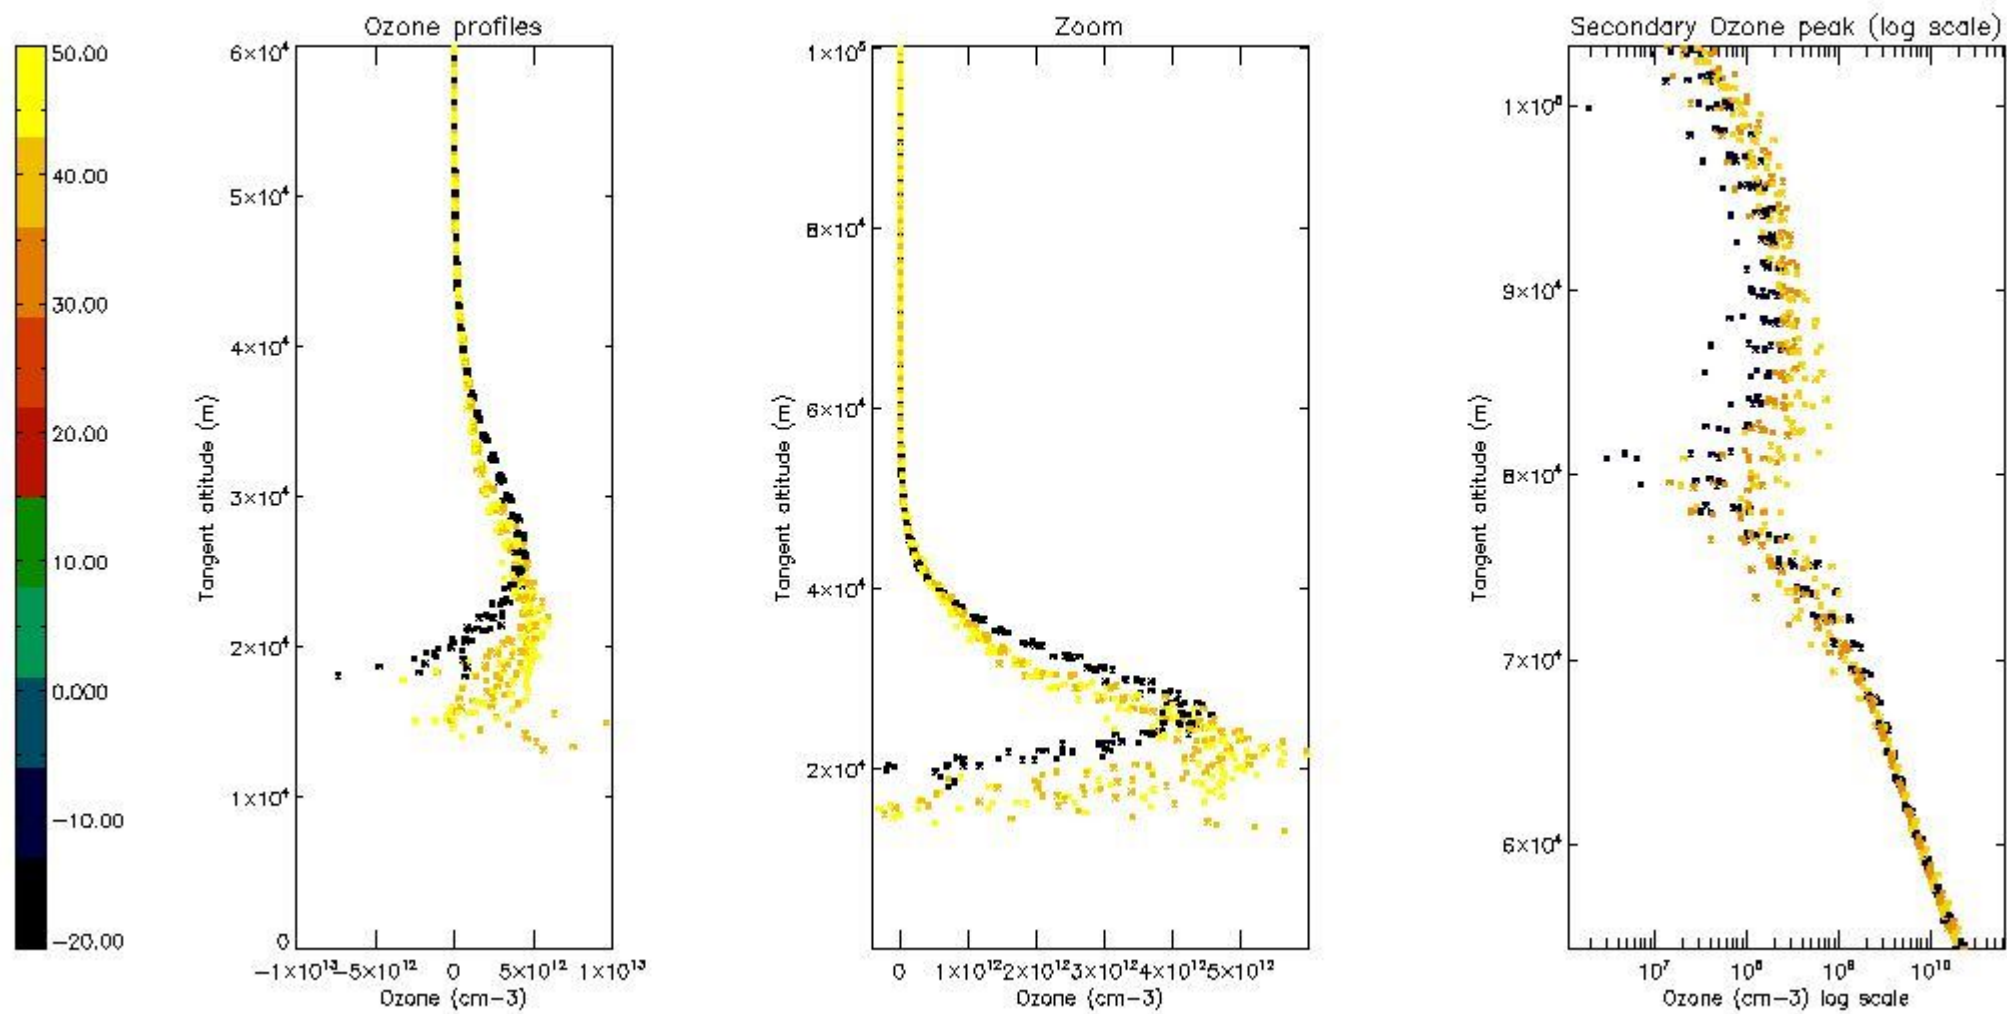 Ozone profiles
Zoom
Secondary Ozone peak (log scale)
50.00
40.00
30.00
20.00
10.00
0.000
−10.00
−20.00
6×10⁴
5×10⁴
4×10⁴
3×10⁴
2×10⁴
1×10⁴
0
Tangent altitude (m)
−1×10¹³ −5×10¹² 0 5×10¹² 1×10¹³
Ozone (cm−3)
1×10⁵
8×10⁴
6×10⁴
4×10⁴
2×10⁴
Tangent altitude (m)
0 1×10¹² 2×10¹² 3×10¹² 4×10¹² 5×10¹²
Ozone (cm−3)
1×10⁵
9×10⁴
8×10⁴
7×10⁴
6×10⁴
Tangent altitude (m)
10⁷ 10⁸ 10⁹ 10¹⁰
Ozone (cm−3) log scale